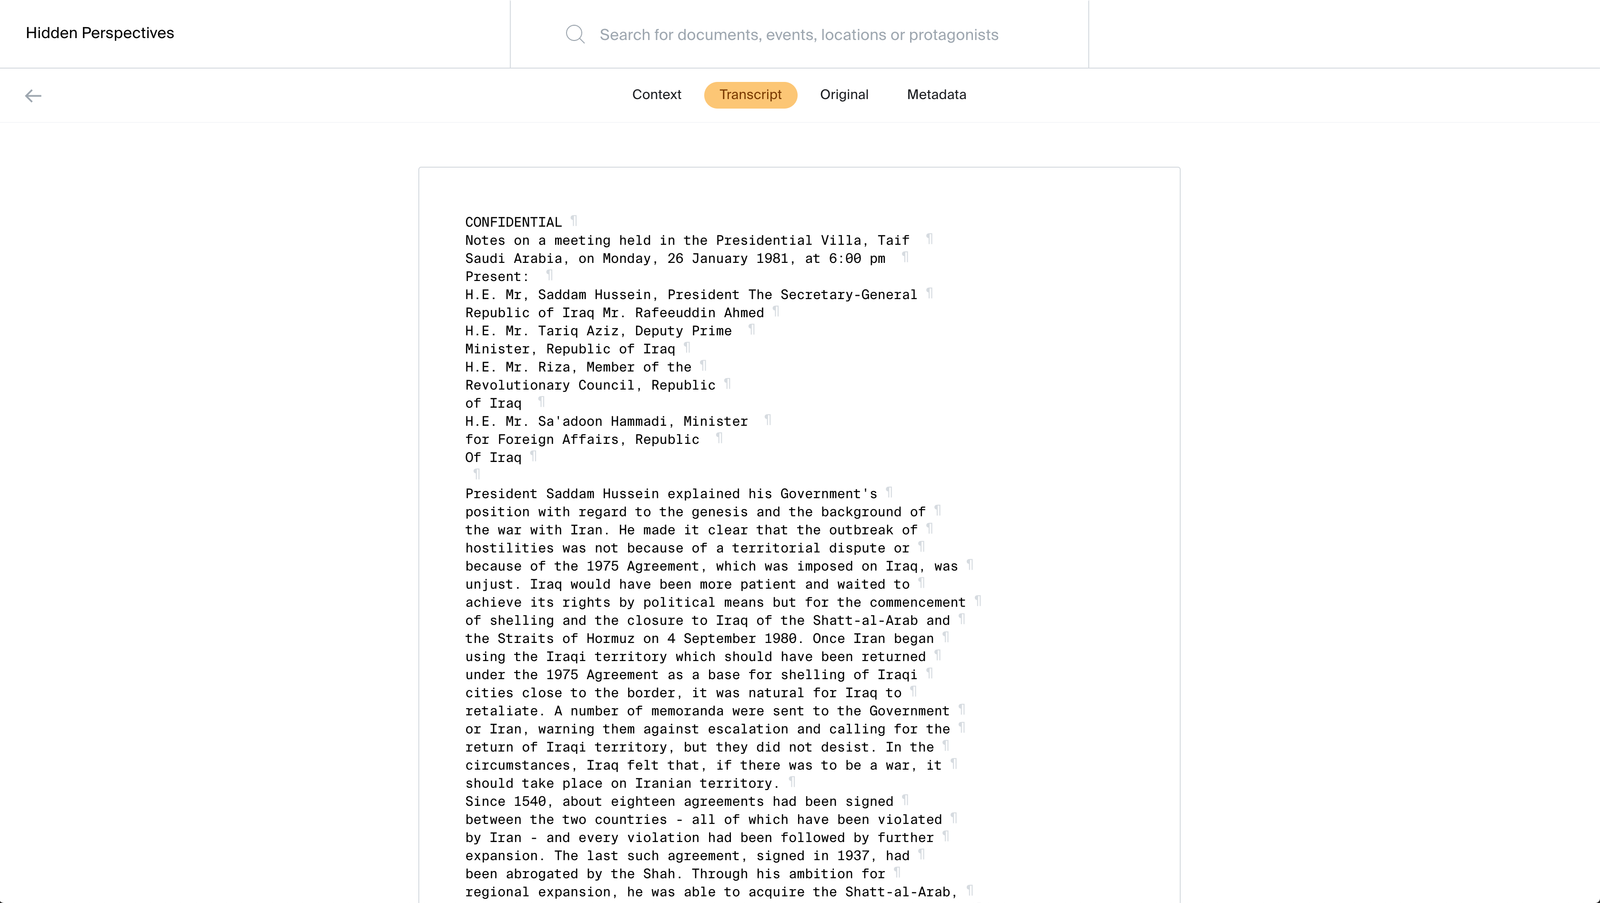 Hidden Perspectives
Search for documents, events, locations or protagonists
Context
Transcript
Original
Metadata
CONFIDENTIAL ¶
Notes on a meeting held in the Presidential Villa, Taif ¶
Saudi Arabia, on Monday, 26 January 1981, at 6:00 pm ¶
Present: ¶
H.E. Mr, Saddam Hussein, President The Secretary-General ¶
Republic of Iraq Mr. Rafeeuddin Ahmed ¶
H.E. Mr. Tariq Aziz, Deputy Prime ¶
Minister, Republic of Iraq ¶
H.E. Mr. Riza, Member of the ¶
Revolutionary Council, Republic ¶
of Iraq ¶
H.E. Mr. Sa'adoon Hammadi, Minister ¶
for Foreign Affairs, Republic ¶
Of Iraq ¶
¶
President Saddam Hussein explained his Government's ¶
position with regard to the genesis and the background of ¶
the war with Iran. He made it clear that the outbreak of ¶
hostilities was not because of a territorial dispute or ¶
because of the 1975 Agreement, which was imposed on Iraq, was ¶
unjust. Iraq would have been more patient and waited to ¶
achieve its rights by political means but for the commencement ¶
of shelling and the closure to Iraq of the Shatt-al-Arab and ¶
the Straits of Hormuz on 4 September 1980. Once Iran began ¶
using the Iraqi territory which should have been returned ¶
under the 1975 Agreement as a base for shelling of Iraqi ¶
cities close to the border, it was natural for Iraq to ¶
retaliate. A number of memoranda were sent to the Government ¶
or Iran, warning them against escalation and calling for the ¶
return of Iraqi territory, but they did not desist. In the ¶
circumstances, Iraq felt that, if there was to be a war, it ¶
should take place on Iranian territory. ¶
Since 1540, about eighteen agreements had been signed ¶
between the two countries - all of which have been violated ¶
by Iran - and every violation had been followed by further ¶
expansion. The last such agreement, signed in 1937, had ¶
been abrogated by the Shah. Through his ambition for ¶
regional expansion, he was able to acquire the Shatt-al-Arab, ¶